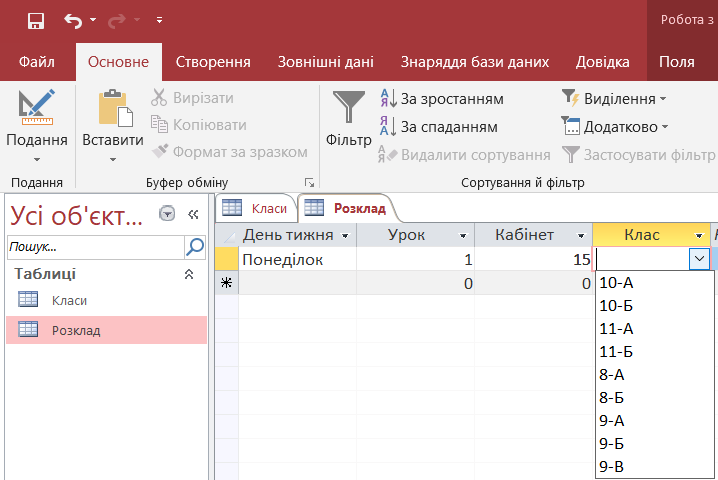 Робота з
Файл Основне Створення Зовнішні дані Знаряддя бази даних Довідка Поля
Подання
Вставити
Вирізати
Копіювати
Формат за зразком
Фільтр
За зростанням
За спаданням
Видалити сортування
Виділення
Додатково
Застосувати фільтр
Подання Буфер обміну Сортування й фільтр
Усі об'єкт...
Пошук...
Таблиці
Класи
Розклад
Класи Розклад
День тижня Урок Кабінет Клас
Понеділок 1 15
0 0
10-А
10-Б
11-А
11-Б
8-А
8-Б
9-А
9-Б
9-В